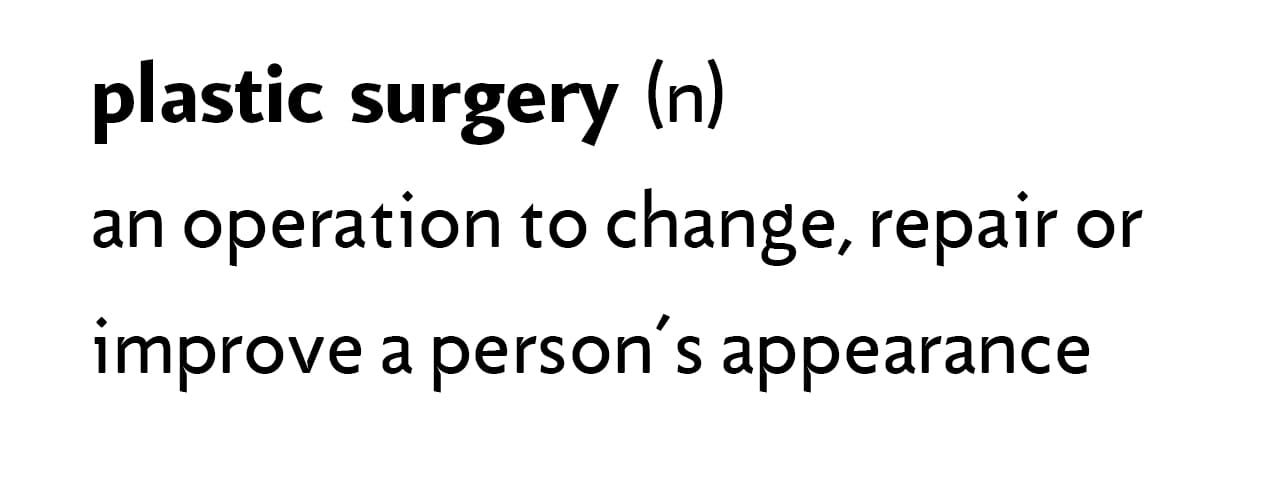 plastic surgery (n)
an operation to change, repair or
improve a person's appearance